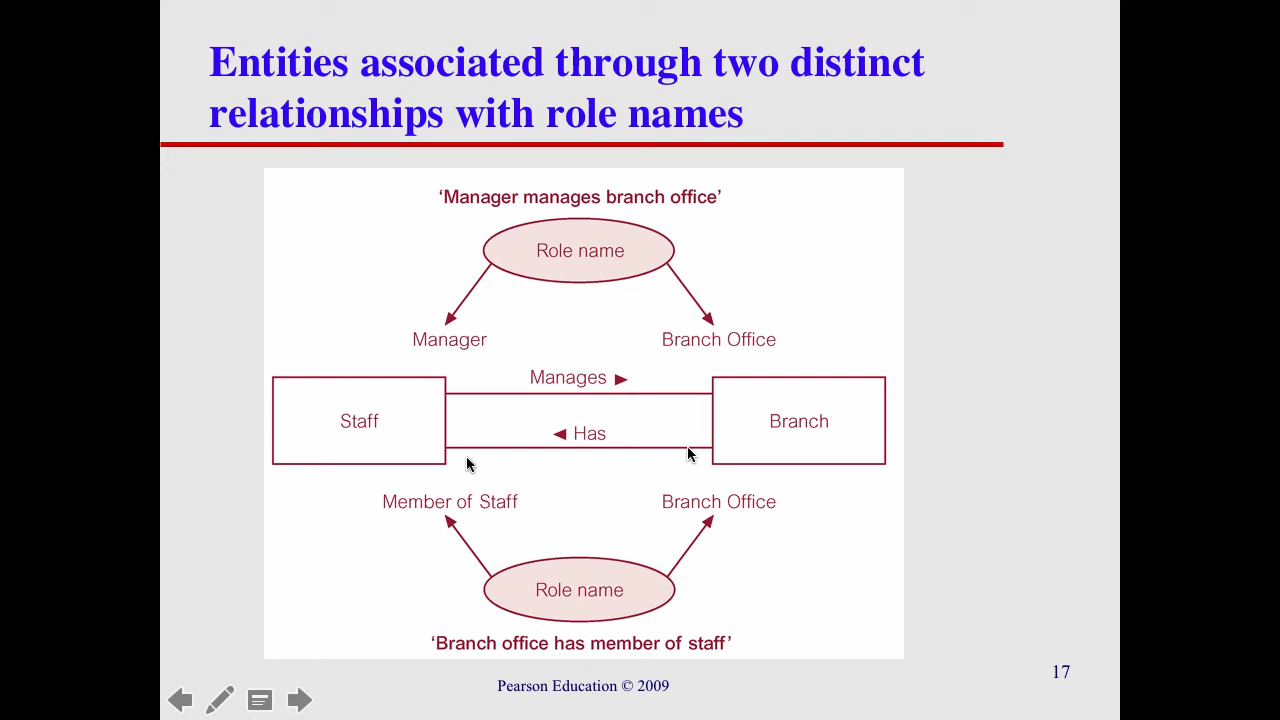 Entities associated through two distinct
relationships with role names
‘Manager manages branch office’
Role name
Manager
Branch Office
Manages ►
Staff
Branch
◄ Has
Member of Staff
Branch Office
Role name
‘Branch office has member of staff’
Pearson Education © 2009
17